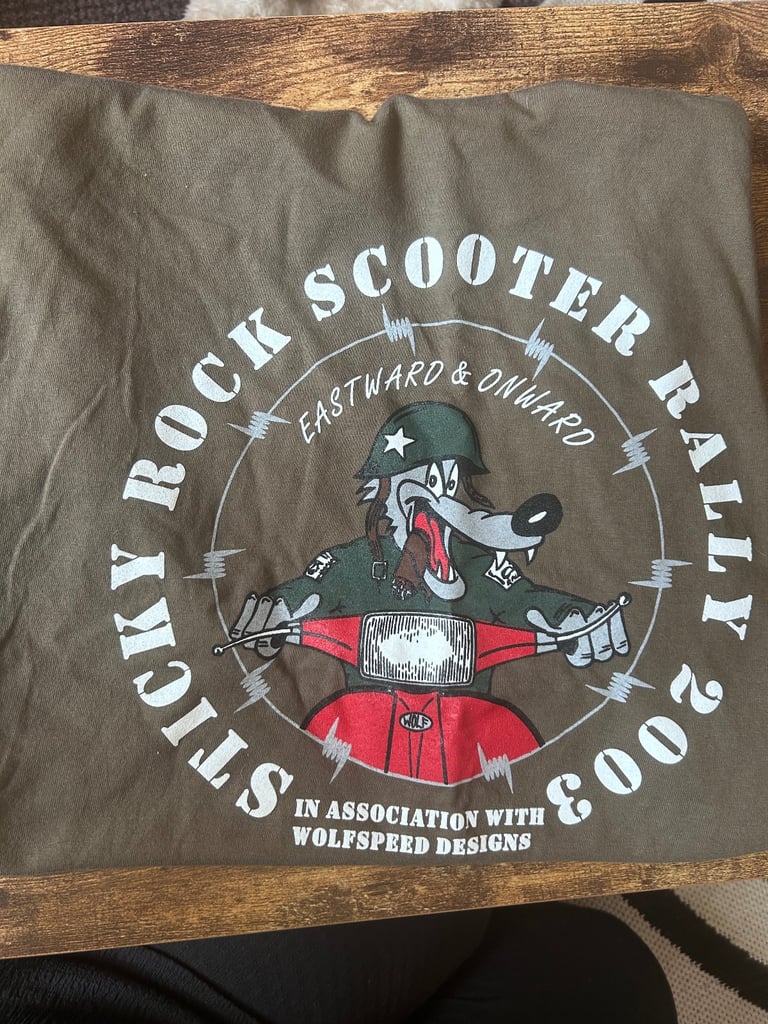 STICKY ROCK SCOOTER RALLY 2003
EASTWARD & ONWARD
WOLF
IN ASSOCIATION WITH
WOLFSPEED DESIGNS